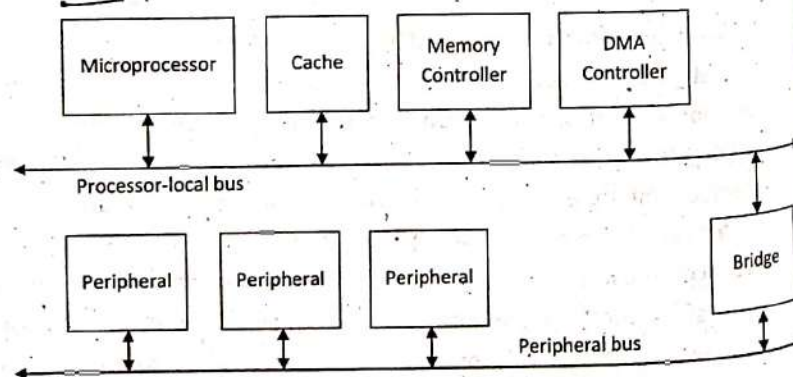 Microprocessor
Cache
Memory
Controller
DMA
Controller
Processor-local bus
Peripheral
Peripheral
Peripheral
Bridge
Peripheral bus